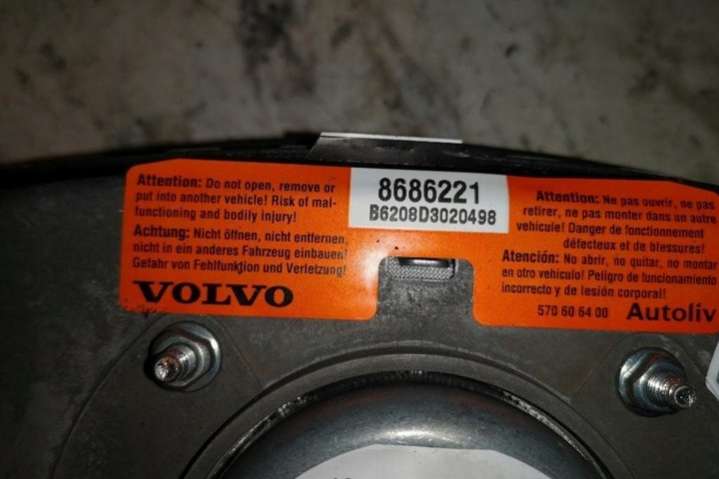 Attention: Do not open, remove or
put into another vehicle! Risk of mal-
functioning and bodily injury!
Achtung: Nicht öffnen, nicht entfernen,
nicht in ein anderes Fahrzeug einbauen!
Gefahr von Fehlfunktion und Verletzung!
VOLVO
8686221
B6208D3020498
Attention: Ne pas ouvrir, ne pas
retirer, ne pas monter dans un autre
vehicule! Danger de fonctionnement
défecteux et de blessures!
Atención: No abrir, no quitar, no montar
en otro vehículo! Peligro de funcionamiento
incorrecto y de lesión corporal!
570 60 64 00 Autoliv